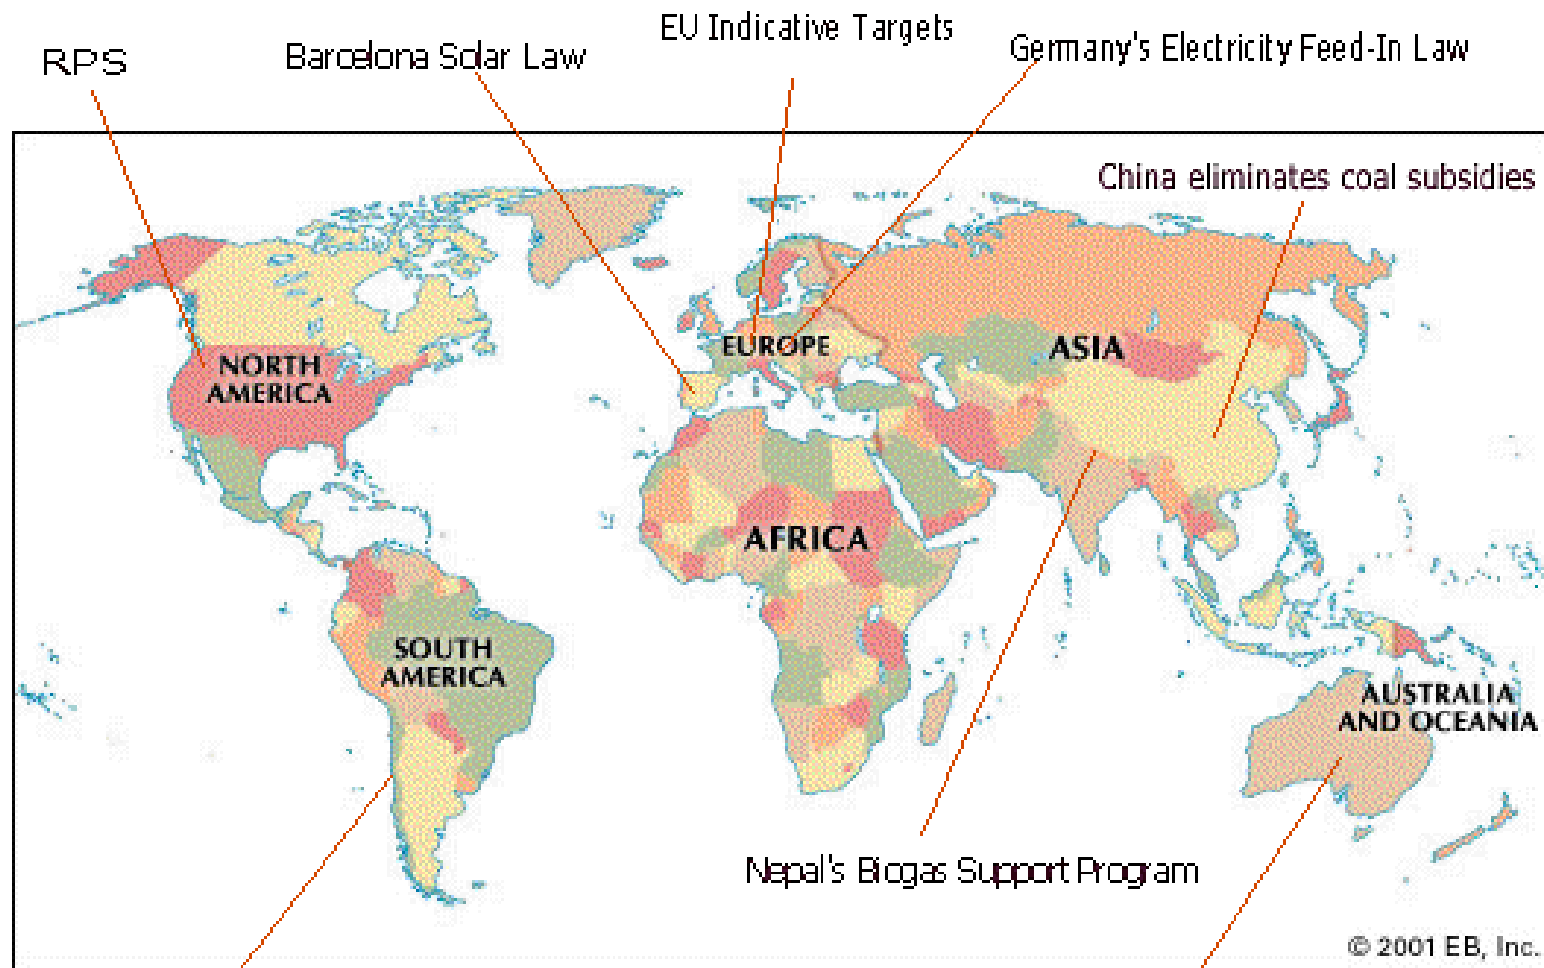 EU Indicative Targets
RPS
Barcelona Solar Law
Germany's Electricity Feed-In Law
China eliminates coal subsidies
EUROPE
ASIA
NORTH
AMERICA
AFRICA
SOUTH
AMERICA
AUSTRALIA
AND OCEANIA
Nepal's Biogas Support Program
© 2001 EB, Inc.